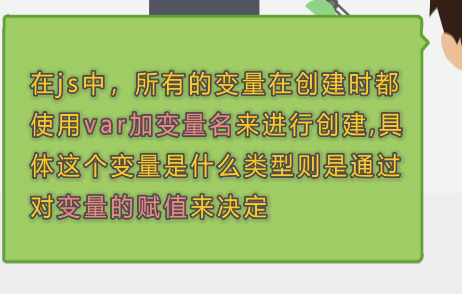 在js中，所有的变量在创建时都
使用var加变量名来进行创建,具
体这个变量是什么类型则是通过
对变量的赋值来决定